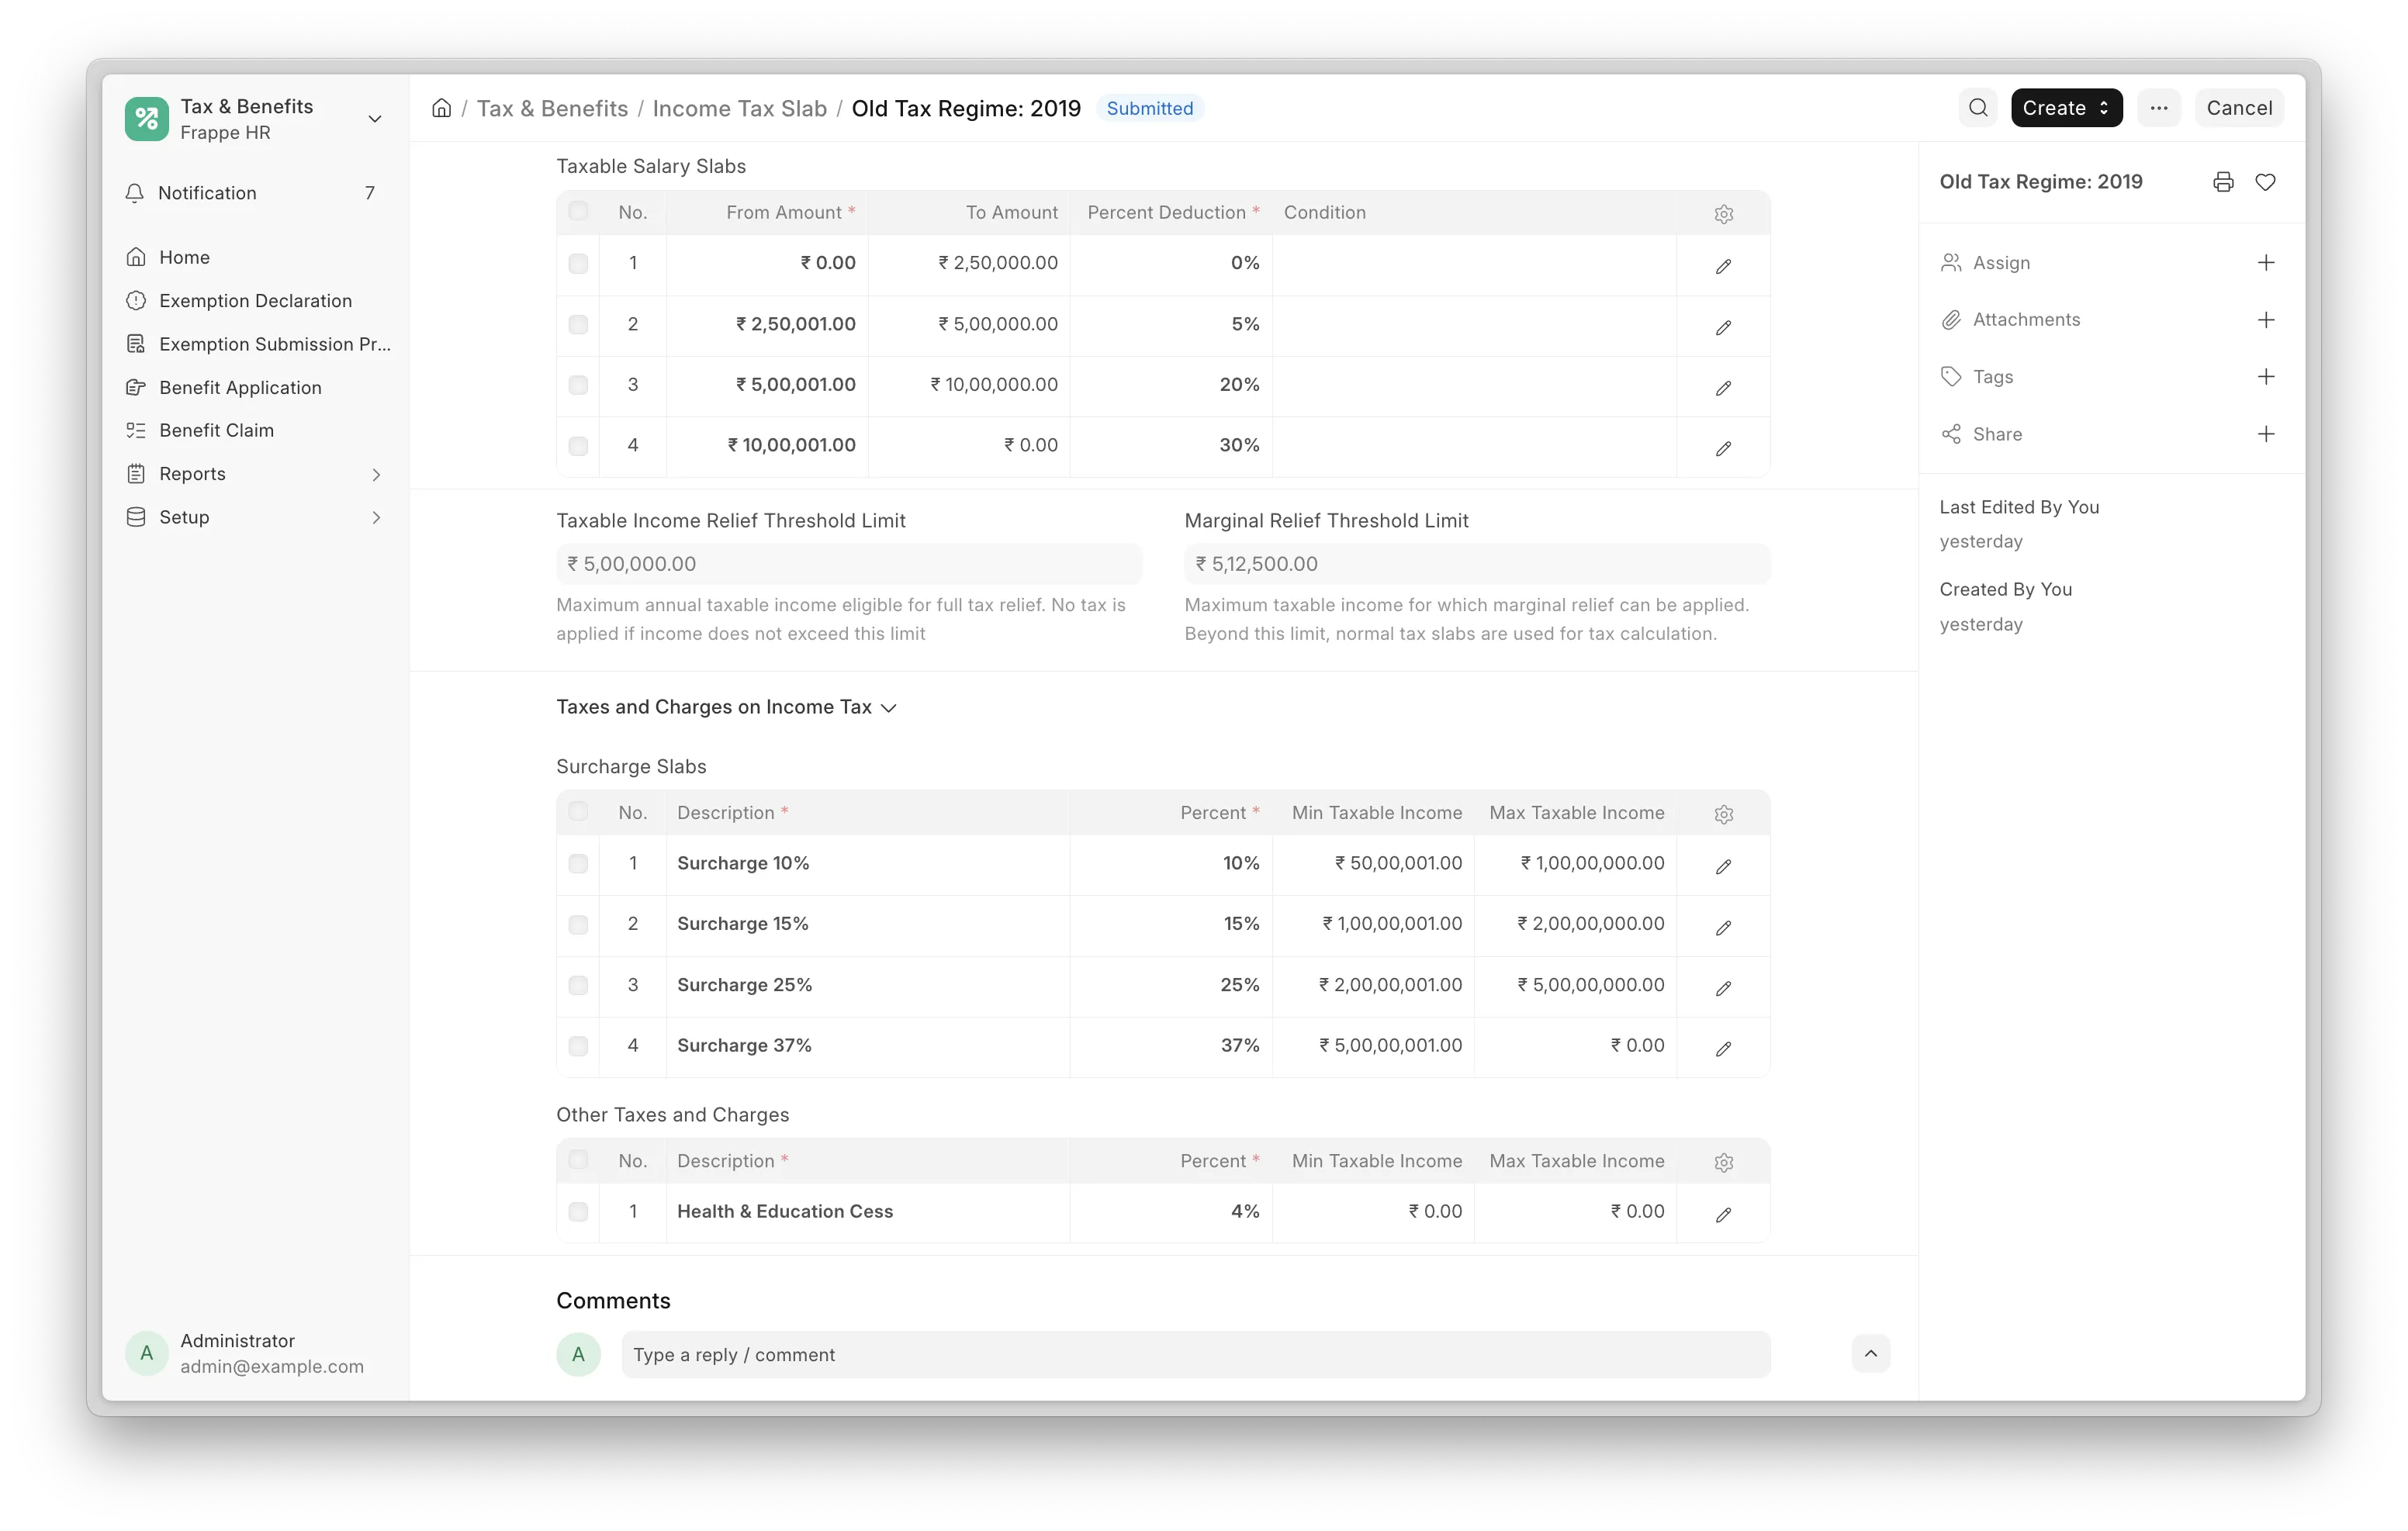 Tax & Benefits
Frappe HR
Notification 7
Home
Exemption Declaration
Exemption Submission Pr...
Benefit Application
Benefit Claim
Reports
Setup
Administrator
A
admin@example.com
/ Tax & Benefits / Income Tax Slab / Old Tax Regime: 2019 Submitted
Create
Cancel
Taxable Salary Slabs
No. From Amount * To Amount Percent Deduction * Condition
1 ₹ 0.00 ₹ 2,50,000.00 0%
2 ₹ 2,50,001.00 ₹ 5,00,000.00 5%
3 ₹ 5,00,001.00 ₹ 10,00,000.00 20%
4 ₹ 10,00,001.00 ₹ 0.00 30%
Taxable Income Relief Threshold Limit
₹ 5,00,000.00
Maximum annual taxable income eligible for full tax relief. No tax is
applied if income does not exceed this limit
Marginal Relief Threshold Limit
₹ 5,12,500.00
Maximum taxable income for which marginal relief can be applied.
Beyond this limit, normal tax slabs are used for tax calculation.
Taxes and Charges on Income Tax
Surcharge Slabs
No. Description * Percent * Min Taxable Income Max Taxable Income
1 Surcharge 10% 10% ₹ 50,00,001.00 ₹ 1,00,00,000.00
2 Surcharge 15% 15% ₹ 1,00,00,001.00 ₹ 2,00,00,000.00
3 Surcharge 25% 25% ₹ 2,00,00,001.00 ₹ 5,00,00,000.00
4 Surcharge 37% 37% ₹ 5,00,00,001.00 ₹ 0.00
Other Taxes and Charges
No. Description * Percent * Min Taxable Income Max Taxable Income
1 Health & Education Cess 4% ₹ 0.00 ₹ 0.00
Comments
A Type a reply / comment
Old Tax Regime: 2019
Assign
Attachments
Tags
Share
Last Edited By You
yesterday
Created By You
yesterday